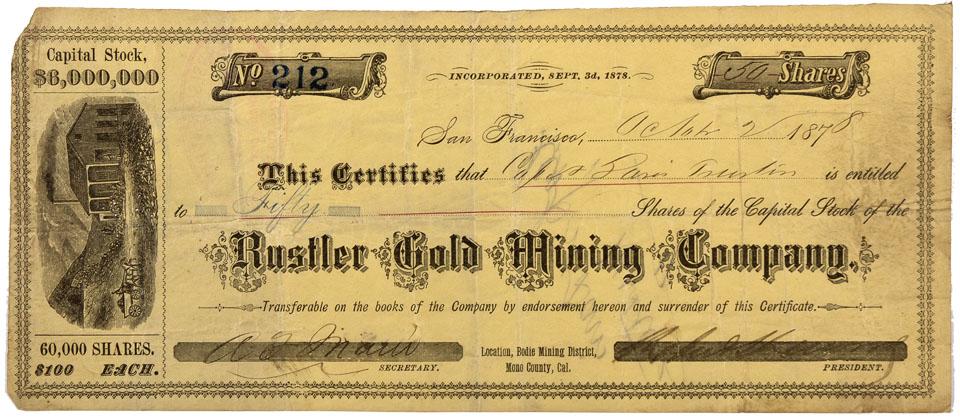 Capital Stock,
$6,000,000
No 212
INCORPORATED, SEPT. 3d, 1878.
50 Shares
San Francisco, 2 1878
This Certifies that Trustin is entitled
to Fifty Shares of the Capital Stock of the
Rustler Gold Mining Company.
Transferable on the books of the Company by endorsement hereon and surrender of this Certificate.
60,000 SHARES.
$100 EACH.
SECRETARY.
Location, Bodie Mining District,
Mono County, Cal.
PRESIDENT.